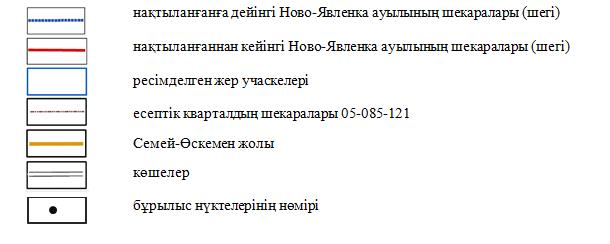 нақтыланғанға дейінгі Ново-Явленка ауылының шекаралары (шегі)
нақтыланғаннан кейінгі Ново-Явленка ауылының шекаралары (шегі)
ресімделген жер учаскелері
есептік кварталдың шекаралары 05-085-121
Семей-Өскемен жолы
көшелер
бұрылыс нүктелерінің нөмірі